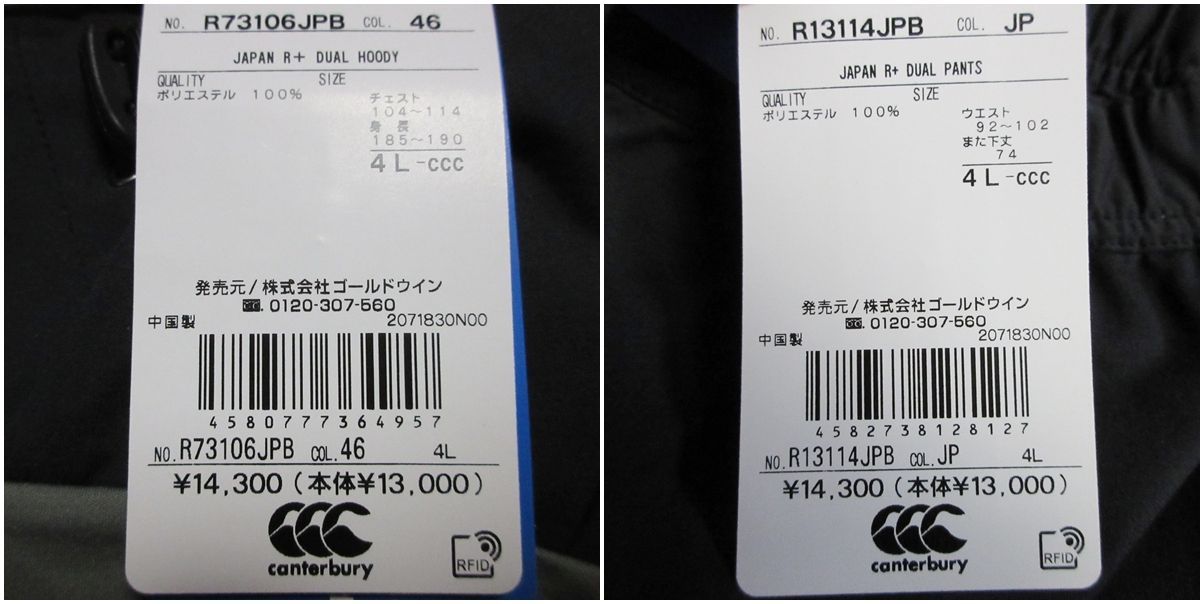 NO. R73106JPB COL. 46
JAPAN R+ DUAL HOODY
QUALITY SIZE
ポリエステル 100%
チェスト
104~114
身 長
185~190
4L-CCC
発売元/株式会社ゴールドウイン
0120-307-560
中国製 2071830N00
4580777364957
NO. R73106JPB COL. 46 4L
¥14,300(本体¥13,000)
CCC
canterbury
RFID
NO. R13114JPB COL. JP
JAPAN R+ DUAL PANTS
QUALITY SIZE
ポリエステル 100%
ウエスト
92~102
また下丈
74
4L-CCC
発売元/株式会社ゴールドウイン
0120-307-560
中国製 2071830N00
4582738128127
NO. R13114JPB COL. JP 4L
¥14,300(本体¥13,000)
CCC
canterbury
RFID